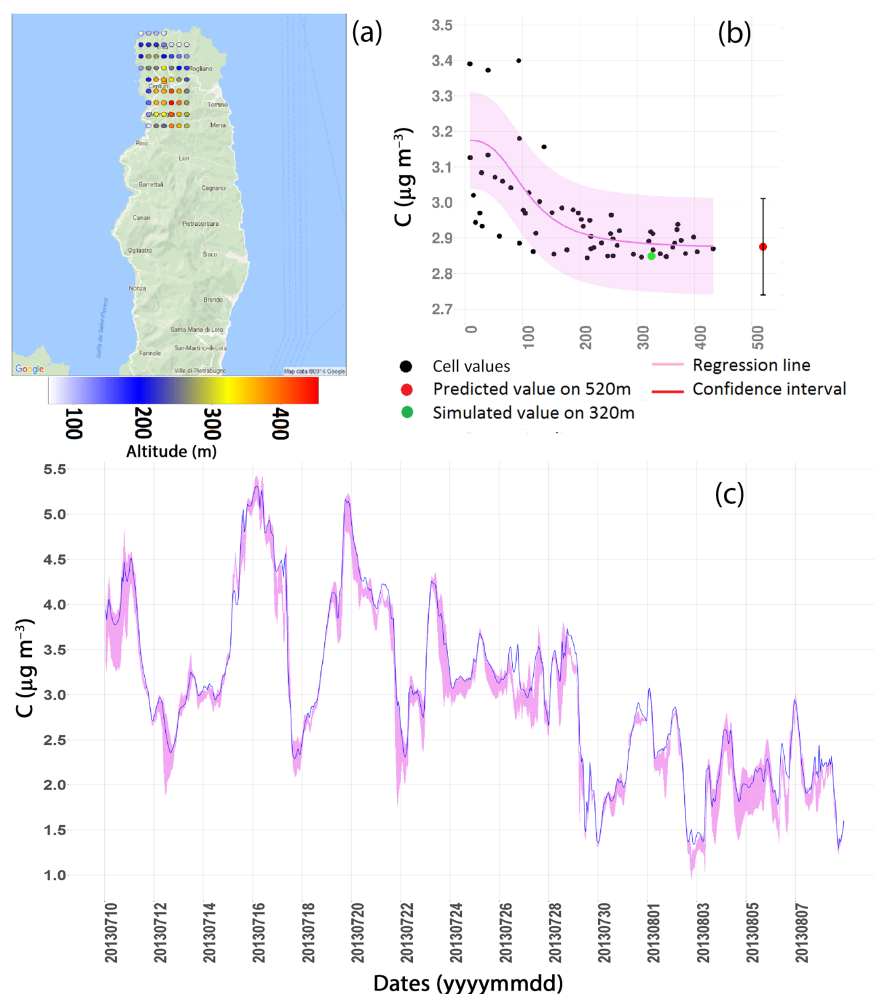 (a)
Rogliano
Centuri
Tomino
Meria
Pino
Luri
Barrettali
Cagnano
Canari
Pietracorbara
Ogliastro
Sisco
Nonza
Brando
Golfe de Saint-Florent
Santa Maria di Lota
San-Martino-di-Lota
Farinole
Ville di Pietrabugno
Google
Map data ©2016 Google
100
200
300
400
Altitude (m)
(b)
C (µg m⁻³)
3.5
3.4
3.3
3.2
3.1
3.0
2.9
2.8
2.7
0
100
200
300
400
500
Cell values
Predicted value on 520m
Simulated value on 320m
Regression line
Confidence interval
(c)
C (µg m⁻³)
5.5
5.0
4.5
4.0
3.5
3.0
2.5
2.0
1.5
1.0
20130710
20130712
20130714
20130716
20130718
20130720
20130722
20130724
20130726
20130728
20130730
20130801
20130803
20130805
20130807
Dates (yyyymmdd)